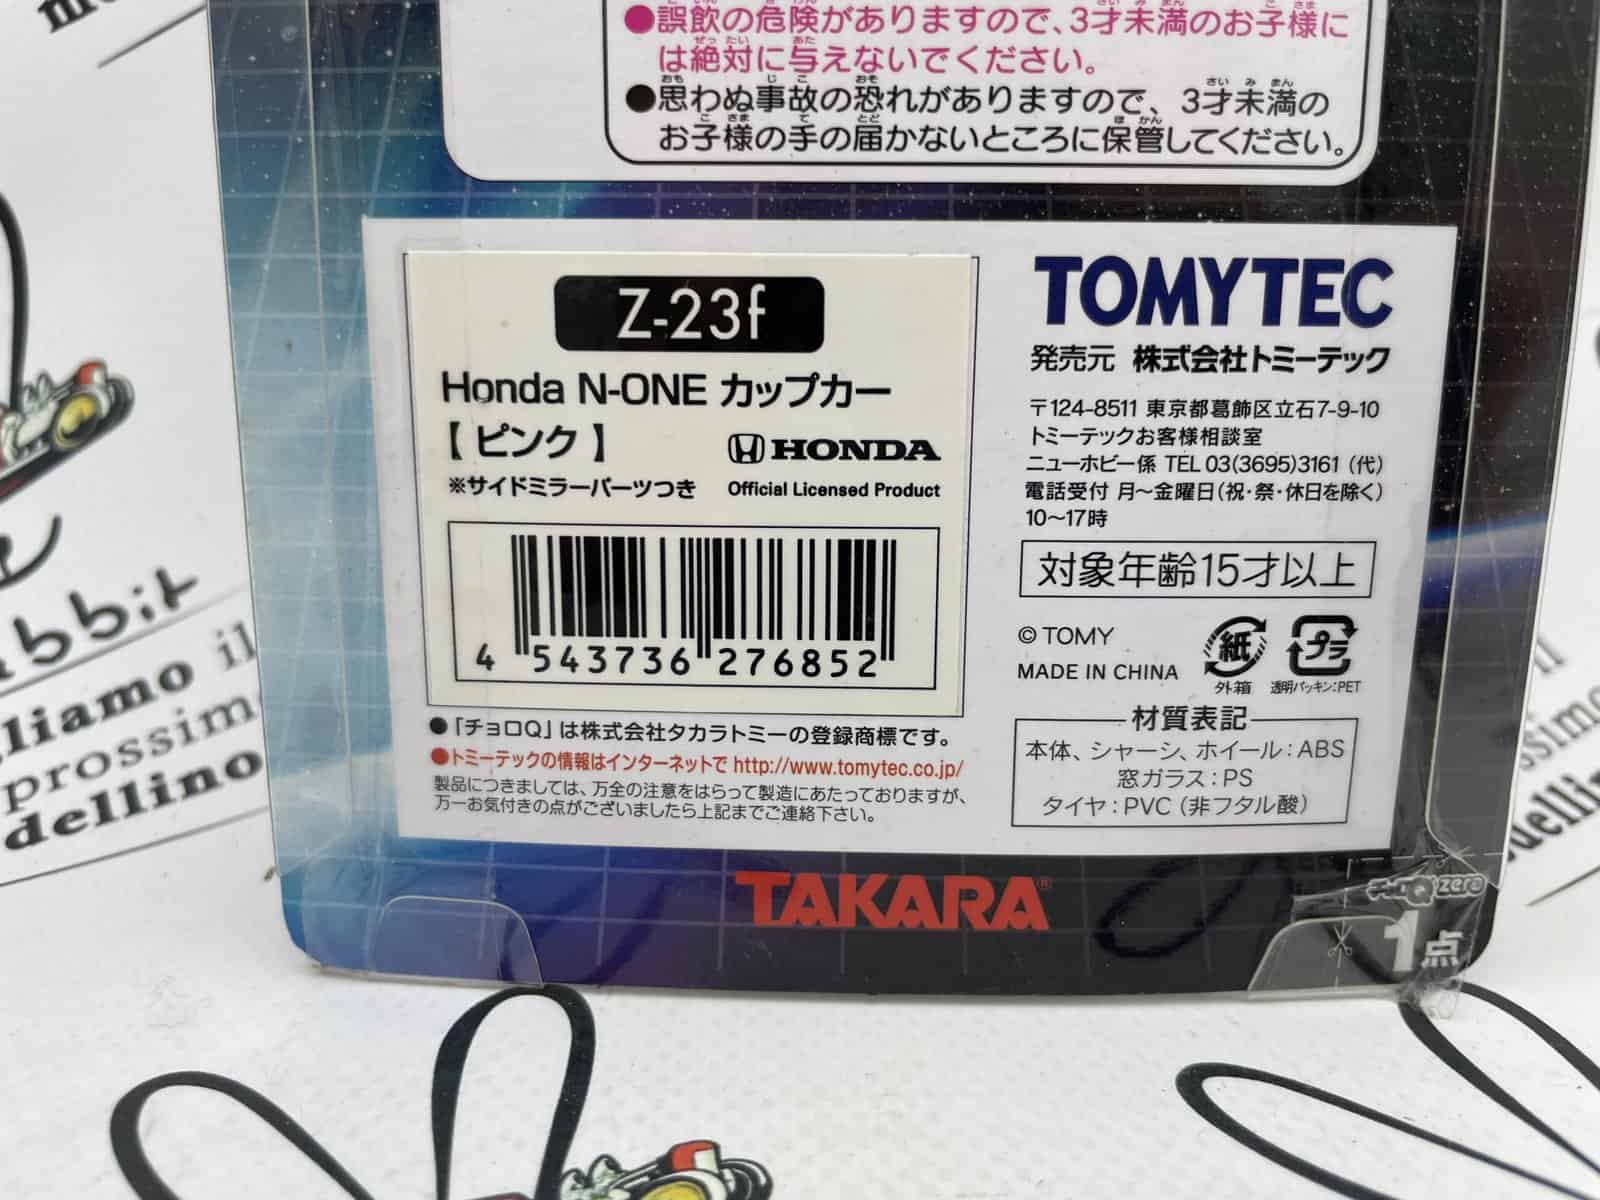 ●誤飲の危険がありますので、3才未満のお子様に
は絶対に与えないでください。
●思わぬ事故の恐れがありますので、3才未満の
お子様の手の届かないところに保管してください。
Z-23f
Honda N-ONE カップカー
【ピンク】
HONDA
※サイドミラーパーツつき
Official Licensed Product
4 543736 276852
●「チョロQ」は株式会社タカラトミーの登録商標です。
●トミーテックの情報はインターネットで http://www.tomytec.co.jp/
製品につきましては、万全の注意をはらって製造にあたっておりますが、
万一お気付きの点がございましたら上記までご連絡下さい。
TOMYTEC
発売元 株式会社トミーテック
〒124-8511 東京都葛飾区立石7-9-10
トミーテックお客様相談室
ニューホビー係 TEL 03(3695)3161（代）
電話受付 月～金曜日（祝・祭・休日を除く）
10～17時
対象年齢15才以上
© TOMY
MADE IN CHINA
紙
外箱
プラ
透明パッキン:PET
材質表記
本体、シャーシ、ホイール：ABS
窓ガラス：PS
タイヤ：PVC（非フタル酸）
TAKARA®
チョロQ zero
1点
abbit
gliamo il
prossimo
dellino